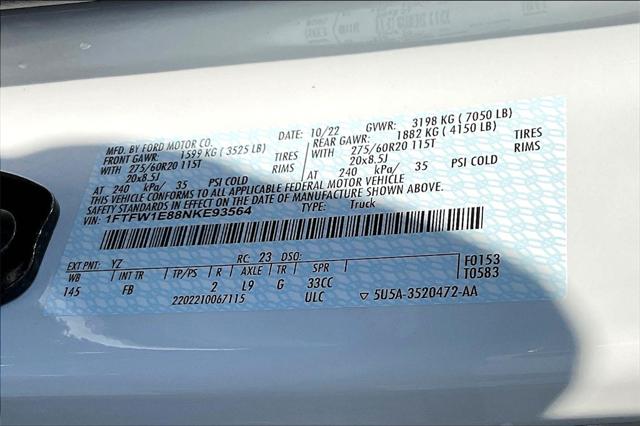 MFD. BY FORD MOTOR CO.
DATE: 10/22 GVWR: 3198 KG ( 7050 LB)
FRONT GAWR: 1599 KG ( 3525 LB) REAR GAWR: 1882 KG ( 4150 LB)
WITH 275/60R20 115T TIRES WITH 275/60R20 115T TIRES
20x8.5J RIMS 20x8.5J RIMS
AT 240 kPa/ 35 PSI COLD AT 240 kPa/ 35 PSI COLD
THIS VEHICLE CONFORMS TO ALL APPLICABLE FEDERAL MOTOR VEHICLE
SAFETY STANDARDS IN EFFECT ON THE DATE OF MANUFACTURE SHOWN ABOVE.
VIN: 1FTFW1E88NKE93564 TYPE: Truck
EXT PNT: YZ RC: 23 DSO: F0153
WB INT TR TP/PS R AXLE TR SPR T0583
145 FB 2 L9 G 33CC
2202210067115 ULC ▽ 5U5A-3520472-AA